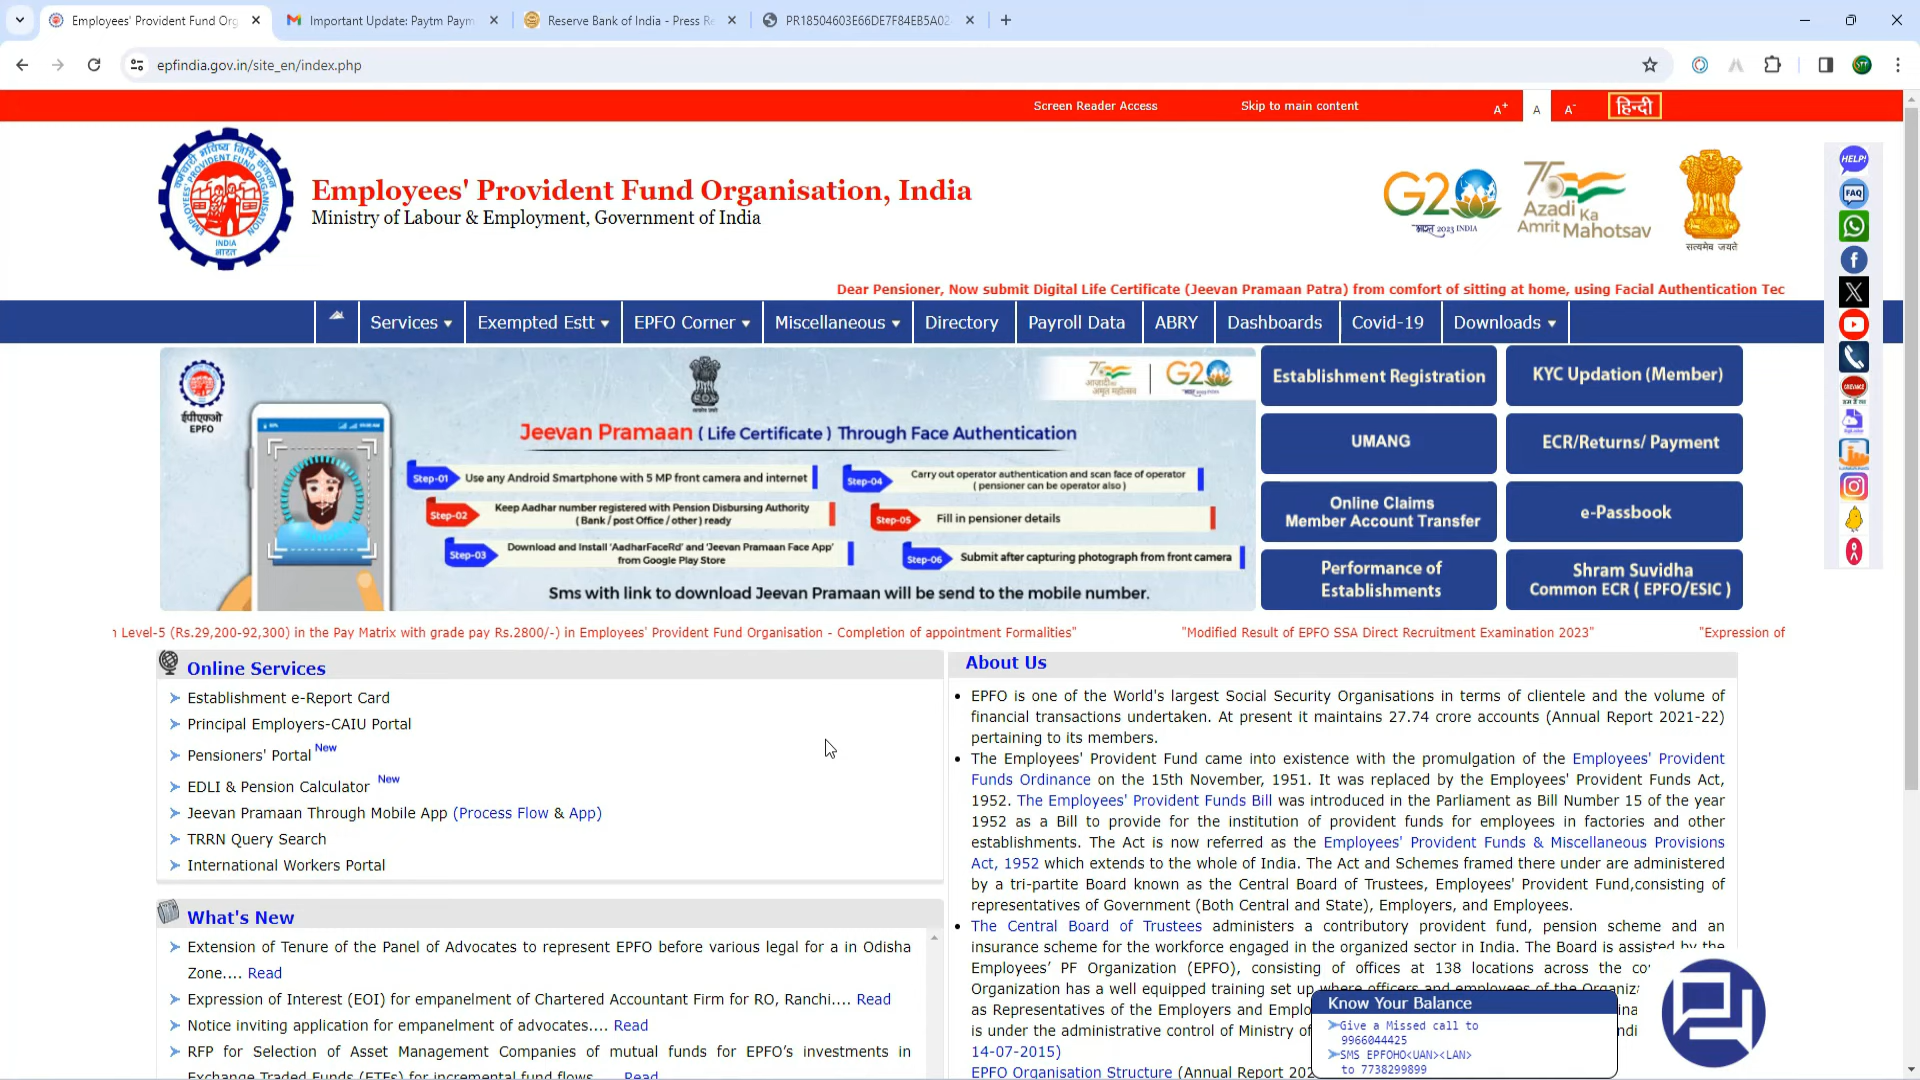 Employees' Provident Fund Org
Important Update: Paytm Paym
Reserve Bank of India - Press Re
PR18504603E66DE7F84EB5A02
epfindia.gov.in/site_en/index.php
Screen Reader Access
Skip to main content
A+
A
A-
हिन्दी
INDIA
भारत
Employees' Provident Fund Organisation, India
Ministry of Labour & Employment, Government of India
G20
भारत 2023 INDIA
75
Azadi Ka
Amrit Mahotsav
सत्यमेव जयते
HELP!
FAQ
Dear Pensioner, Now submit Digital Life Certificate (Jeevan Pramaan Patra) from comfort of sitting at home, using Facial Authentication Tec
Services
Exempted Estt
EPFO Corner
Miscellaneous
Directory
Payroll Data
ABRY
Dashboards
Covid-19
Downloads
ईपीएफओ
EPFO
G20
Jeevan Pramaan ( Life Certificate ) Through Face Authentication
Step-01 Use any Android Smartphone with 5 MP front camera and internet
Step-02 Keep Aadhar number registered with Pension Disbursing Authority
( Bank / post Office / other ) ready
Step-03 Download and Install 'AadharFaceRd' and 'Jeevan Pramaan Face App'
from Google Play Store
Step-04 Carry out operator authentication and scan face of operator
( pensioner can be operator also )
Step-05 Fill in pensioner details
Step-06 Submit after capturing photograph from front camera
Sms with link to download Jeevan Pramaan will be send to the mobile number.
Establishment Registration
KYC Updation (Member)
UMANG
ECR/Returns/ Payment
Online Claims
Member Account Transfer
e-Passbook
Performance of
Establishments
Shram Suvidha
Common ECR ( EPFO/ESIC )
Level-5 (Rs.29,200-92,300) in the Pay Matrix with grade pay Rs.2800/-) in Employees' Provident Fund Organisation - Completion of appointment Formalities"
"Modified Result of EPFO SSA Direct Recruitment Examination 2023"
"Expression of
Online Services
Establishment e-Report Card
Principal Employers-CAIU Portal
Pensioners' Portal New
EDLI & Pension Calculator New
Jeevan Pramaan Through Mobile App (Process Flow & App)
TRRN Query Search
International Workers Portal
What's New
Extension of Tenure of the Panel of Advocates to represent EPFO before various legal for a in Odisha
Zone.... Read
Expression of Interest (EOI) for empanelment of Chartered Accountant Firm for RO, Ranchi.... Read
Notice inviting application for empanelment of advocates.... Read
RFP for Selection of Asset Management Companies of mutual funds for EPFO's investments in
Exchange Traded Funds (ETFs) for incremental fund flows.... Read
About Us
EPFO is one of the World's largest Social Security Organisations in terms of clientele and the volume of
financial transactions undertaken. At present it maintains 27.74 crore accounts (Annual Report 2021-22)
pertaining to its members.
The Employees' Provident Fund came into existence with the promulgation of the Employees' Provident
Funds Ordinance on the 15th November, 1951. It was replaced by the Employees' Provident Funds Act,
1952. The Employees' Provident Funds Bill was introduced in the Parliament as Bill Number 15 of the year
1952 as a Bill to provide for the institution of provident funds for employees in factories and other
establishments. The Act is now referred as the Employees' Provident Funds & Miscellaneous Provisions
Act, 1952 which extends to the whole of India. The Act and Schemes framed there under are administered
by a tri-partite Board known as the Central Board of Trustees, Employees' Provident Fund,consisting of
representatives of Government (Both Central and State), Employers, and Employees.
The Central Board of Trustees administers a contributory provident fund, pension scheme and an
insurance scheme for the workforce engaged in the organized sector in India. The Board is assisted by the
Employees' PF Organization (EPFO), consisting of offices at 138 locations across the co
Organization has a well equipped training set up where officers and employees of the Organiz
as Representatives of the Employers and Emplo
is under the administrative control of Ministry of
14-07-2015)
EPFO Organisation Structure (Annual Report 202
Know Your Balance
Give a Missed call to
9966044425
SMS EPFOHO<UAN><LAN>
to 7738299899